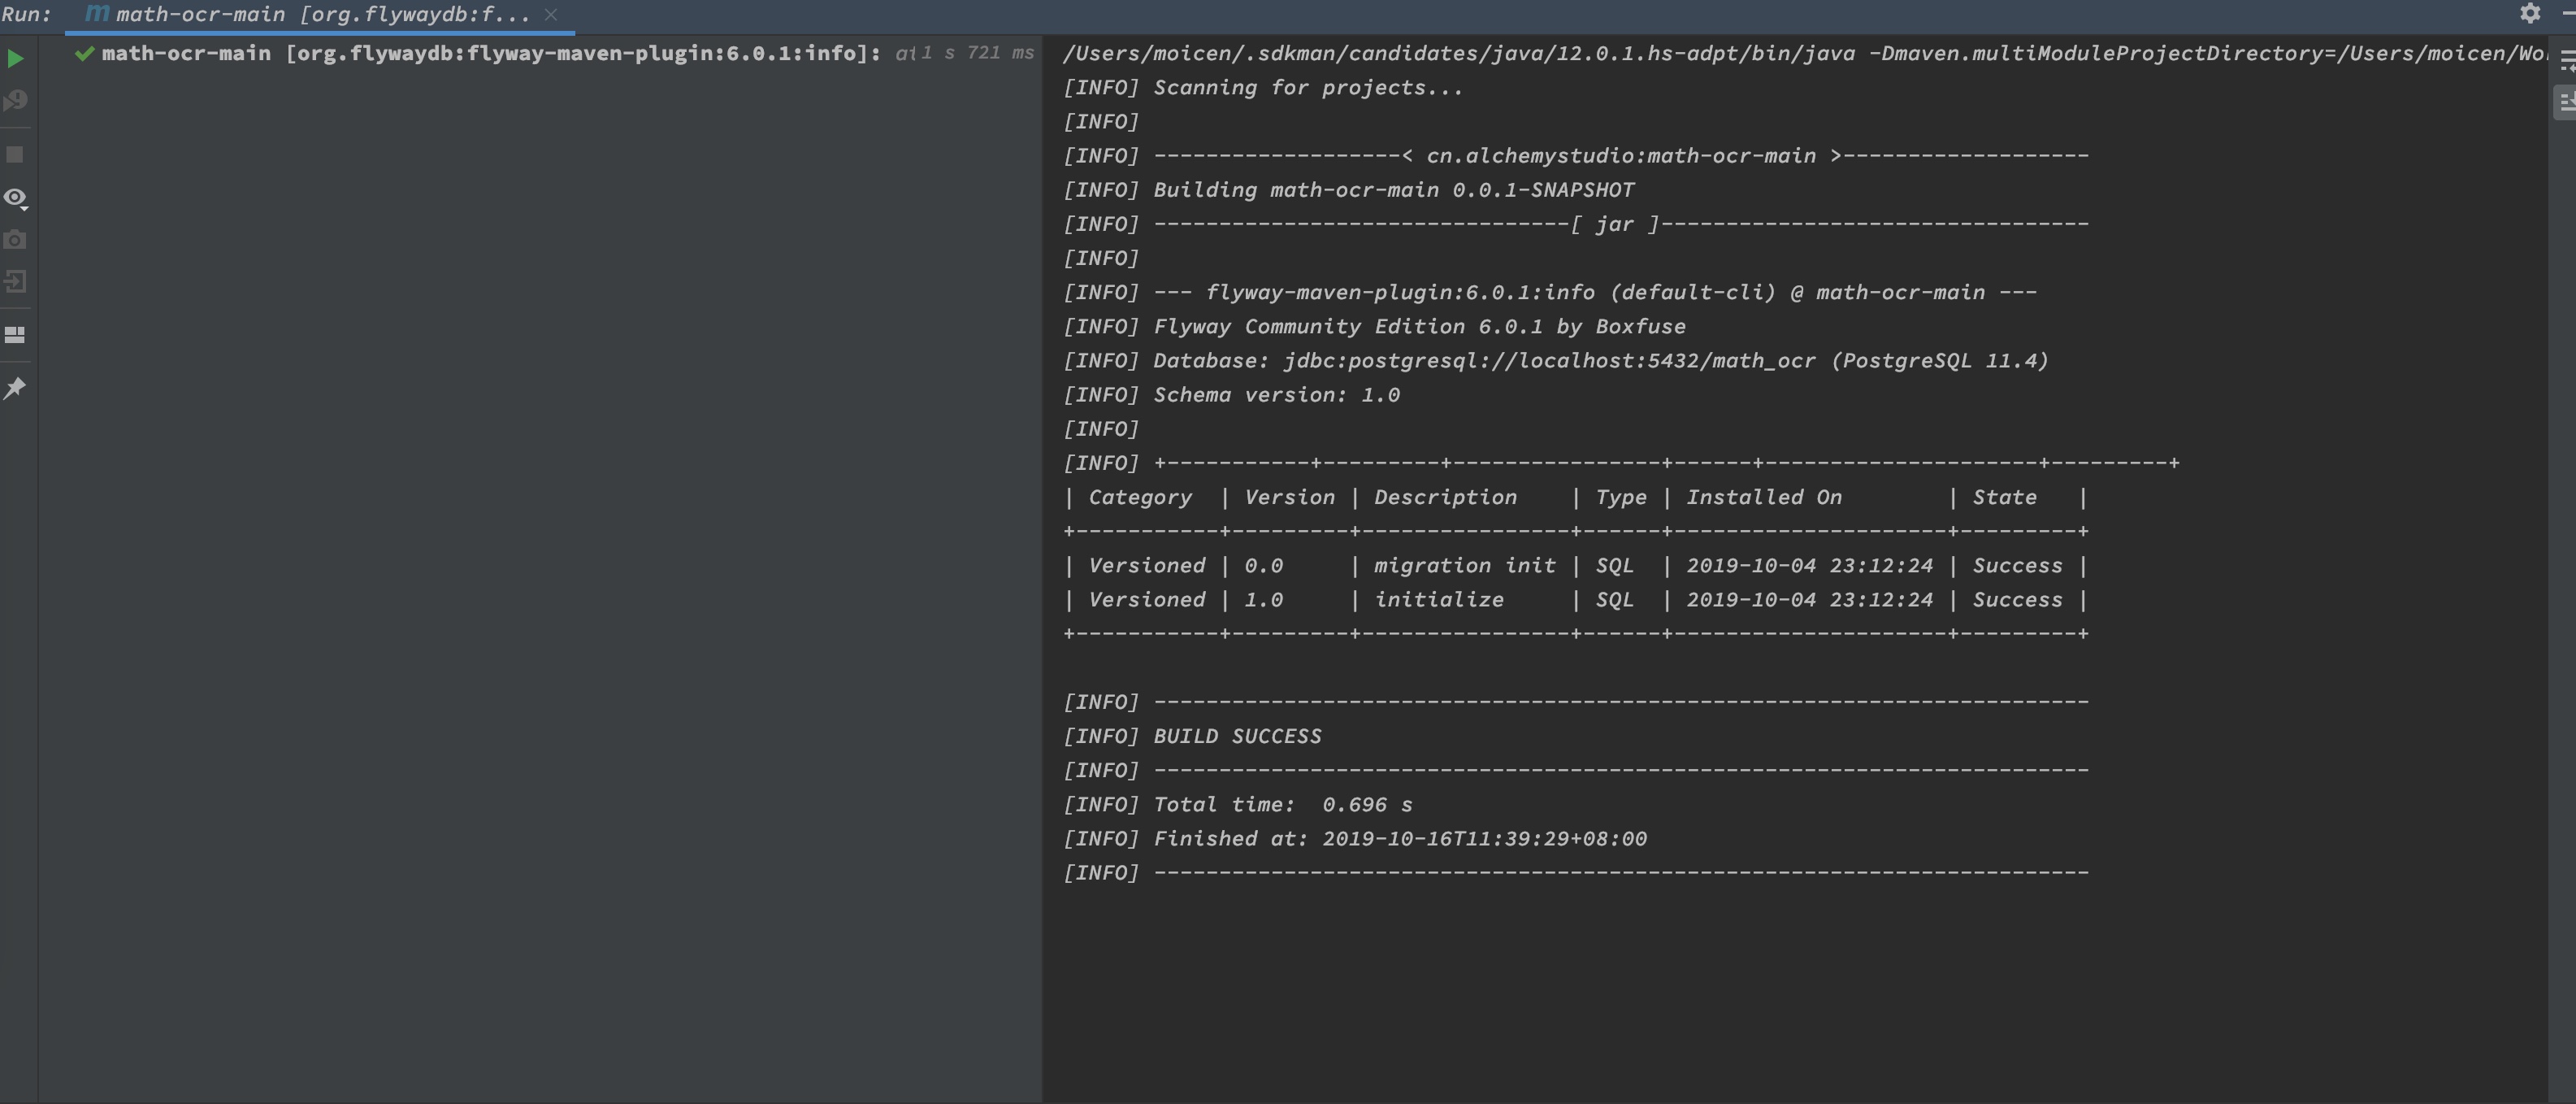 Run: m math-ocr-main [org.flywaydb:f... ×
math-ocr-main [org.flywaydb:flyway-maven-plugin:6.0.1:info]: at 1 s 721 ms
/Users/moicen/.sdkman/candidates/java/12.0.1.hs-adpt/bin/java -Dmaven.multiModuleProjectDirectory=/Users/moicen/Wo
[INFO] Scanning for projects...
[INFO]
[INFO] -------------------< cn.alchemystudio:math-ocr-main >-------------------
[INFO] Building math-ocr-main 0.0.1-SNAPSHOT
[INFO] --------------------------------[ jar ]---------------------------------
[INFO]
[INFO] --- flyway-maven-plugin:6.0.1:info (default-cli) @ math-ocr-main ---
[INFO] Flyway Community Edition 6.0.1 by Boxfuse
[INFO] Database: jdbc:postgresql://localhost:5432/math_ocr (PostgreSQL 11.4)
[INFO] Schema version: 1.0
[INFO]
[INFO] +-----------+---------+----------------+------+---------------------+---------+
| Category  | Version | Description    | Type | Installed On        | State   |
+-----------+---------+----------------+------+---------------------+---------+
| Versioned | 0.0     | migration init | SQL  | 2019-10-04 23:12:24 | Success |
| Versioned | 1.0     | initialize     | SQL  | 2019-10-04 23:12:24 | Success |
+-----------+---------+----------------+------+---------------------+---------+
[INFO] ------------------------------------------------------------------------
[INFO] BUILD SUCCESS
[INFO] ------------------------------------------------------------------------
[INFO] Total time:  0.696 s
[INFO] Finished at: 2019-10-16T11:39:29+08:00
[INFO] ------------------------------------------------------------------------